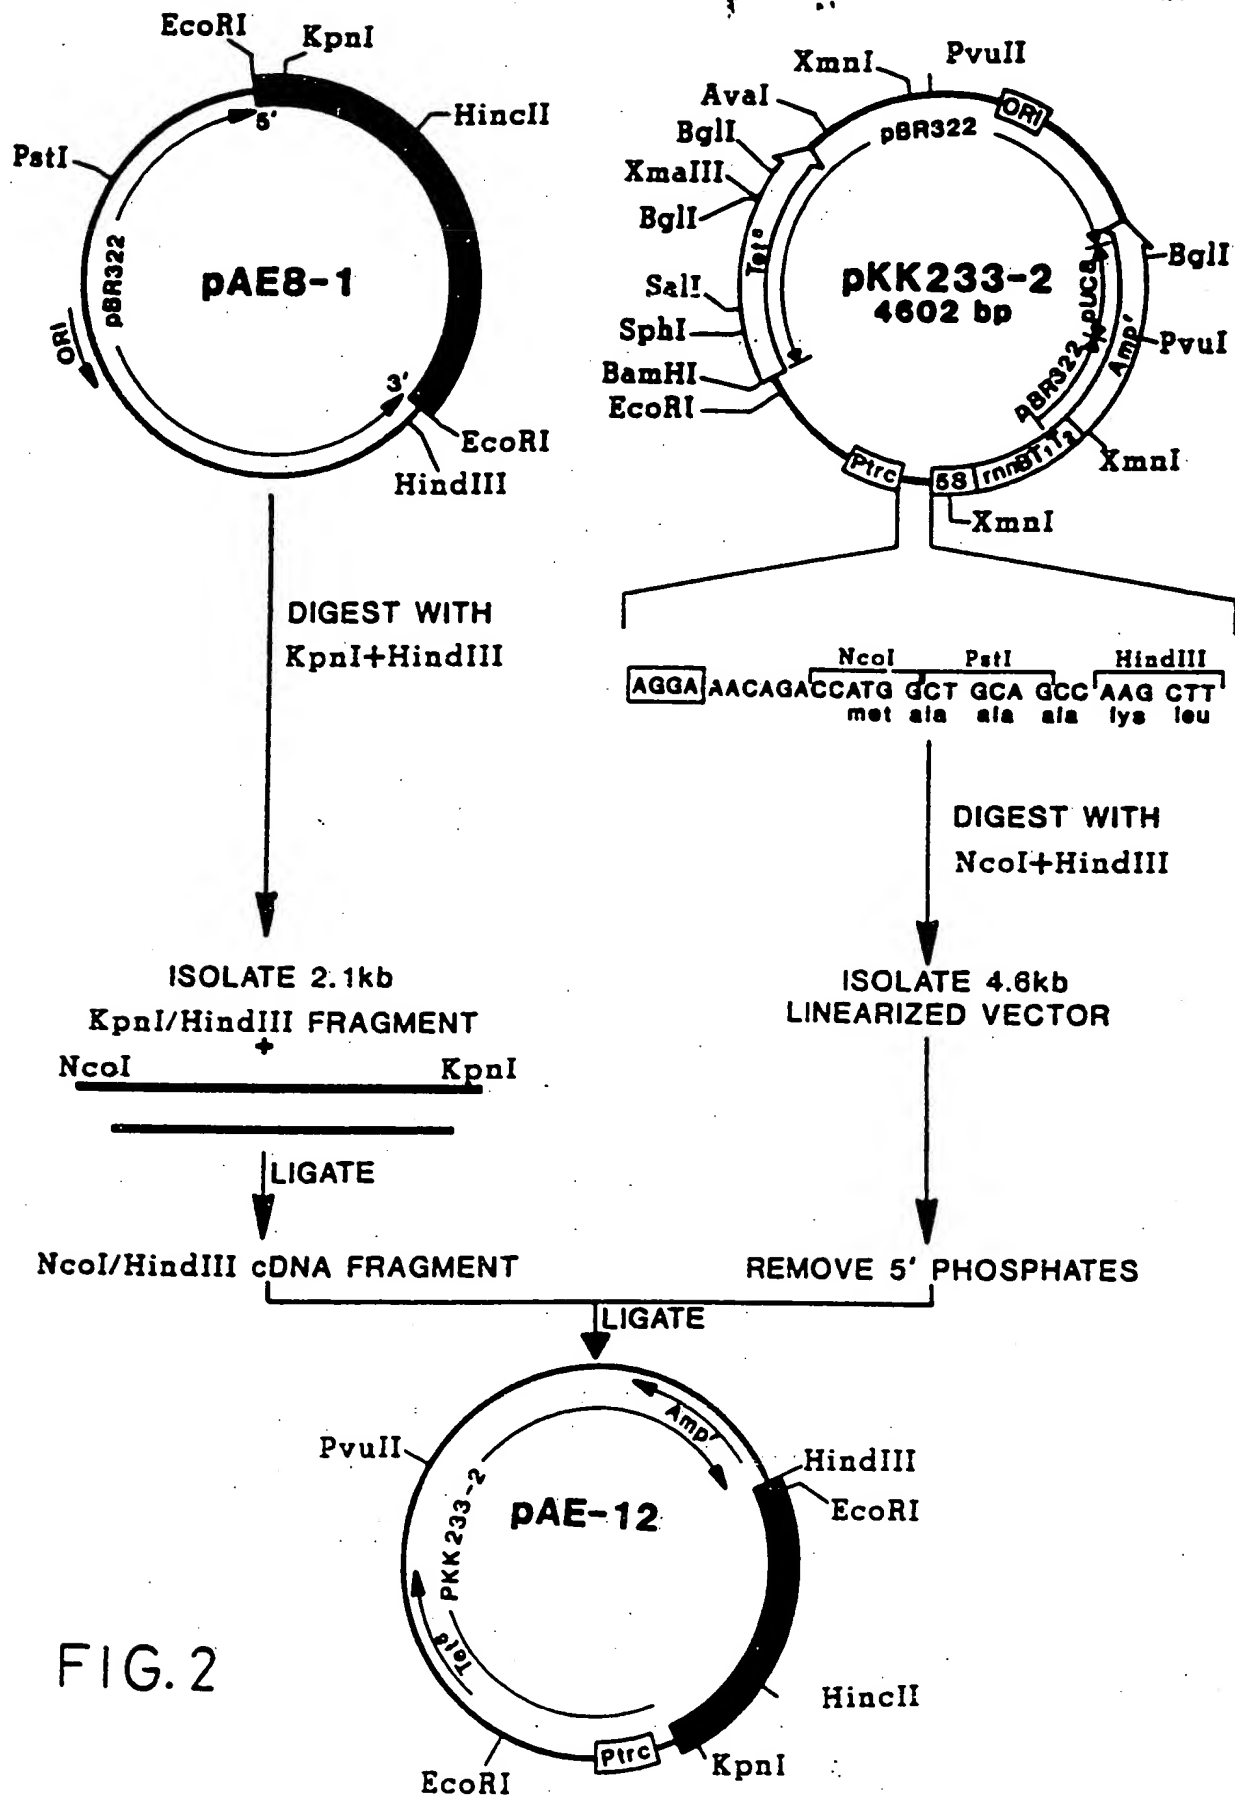 EcoRI
KpnI
HincII
PstI
5'
pBR322
pAE8-1
ORI
3'
EcoRI
HindIII
XmnI
PvuII
AvaI
ORI
BglI
pBR322
XmaIII
BglI
Tet
pKK233-2
4602 bp
pUC8
BglI
SalI
SphI
PvuI
Amp r
BamHI
pBR322
EcoRI
Ptrc
5S
rrnBT1T2
XmnI
XmnI
DIGEST WITH
KpnI+HindIII
NcoI PstI HindIII
AGGA AACAGACCATG GCT GCA GCC AAG CTT
met ala ala ala lys leu
DIGEST WITH
NcoI+HindIII
ISOLATE 2.1kb
KpnI/HindIII FRAGMENT
+
NcoI KpnI
ISOLATE 4.6kb
LINEARIZED VECTOR
LIGATE
NcoI/HindIII cDNA FRAGMENT
REMOVE 5' PHOSPHATES
LIGATE
Amp r
PvuII
HindIII
EcoRI
PKK233-2
pAE-12
Tet
HincII
Ptrc
KpnI
EcoRI
FIG. 2